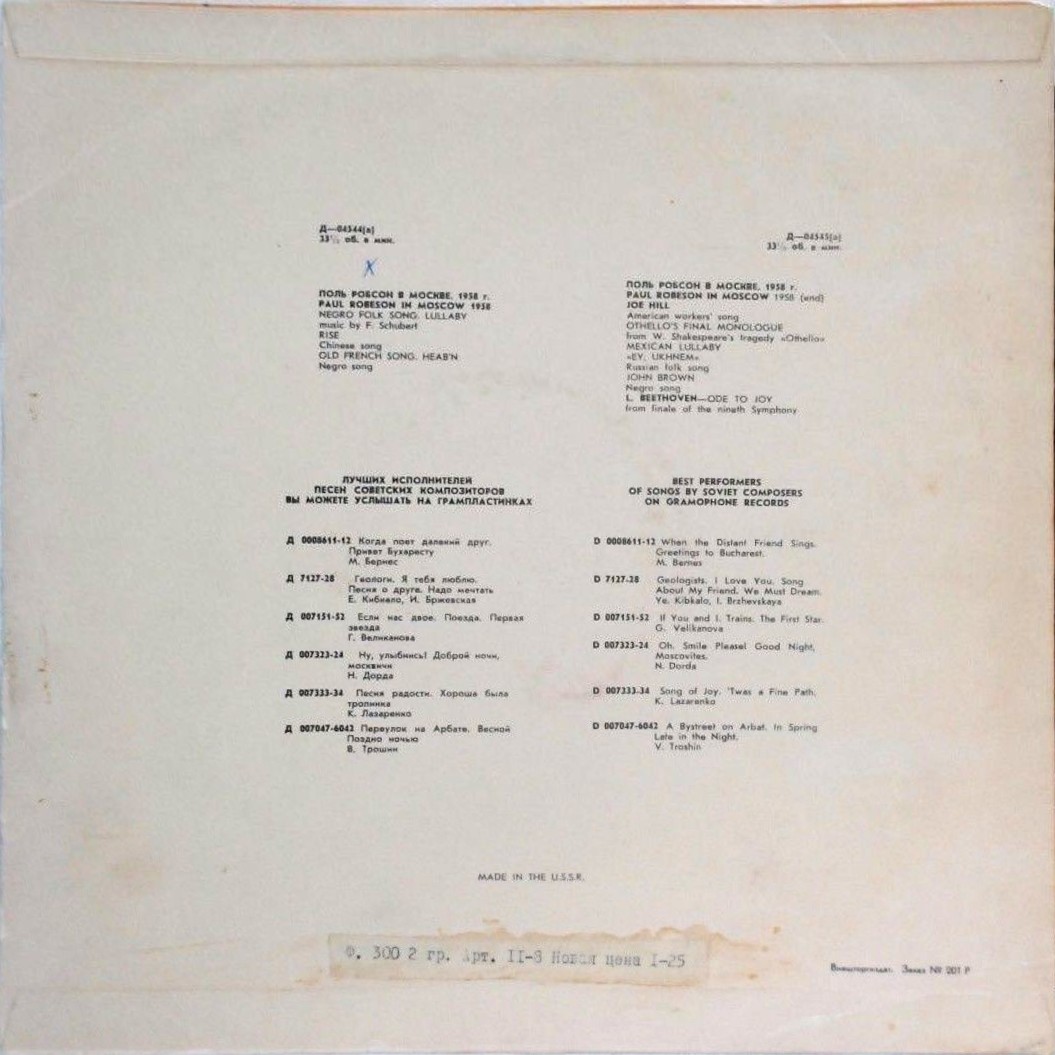 Д—04544(а)
33⅓ об. в мин.
ПОЛЬ РОБСОН В МОСКВЕ, 1958 г.
PAUL ROBESON IN MOSCOW 1958
NEGRO FOLK SONG. LULLABY
music by F. Schubert
RISE
Chinese song
OLD FRENCH SONG. HEAB'N
Negro song
Д—04545(а)
33⅓ об. в мин.
ПОЛЬ РОБСОН В МОСКВЕ, 1958 г.
PAUL ROBESON IN MOSCOW 1958 (end)
JOE HILL
American workers' song
OTHELLO'S FINAL MONOLOGUE
from W. Shakespeare's tragedy «Othello»
MEXICAN LULLABY
«EY, UKHNEM»
Russian folk song
JOHN BROWN
Negro song
L. BEETHOVEN—ODE TO JOY
from finale of the nineth Symphony
ЛУЧШИХ ИСПОЛНИТЕЛЕЙ
ПЕСЕН СОВЕТСКИХ КОМПОЗИТОРОВ
ВЫ МОЖЕТЕ УСЛЫШАТЬ НА ГРАМПЛАСТИНКАХ
Д 0008611-12 Когда поет далекий друг.
Привет Бухаресту
М. Бернес
Д 7127-28 Геологи. Я тебя люблю.
Песня о друге. Надо мечтать
Е. Кибкало, И. Бржевская
Д 007151-52 Если нас двое. Поезда. Первая
звезда
Г. Великанова
Д 007323-24 Ну, улыбнись! Доброй ночи,
москвичи
Н. Дорда
Д 007333-34 Песня радости. Хороша была
тропинка
К. Лазаренко
Д 007047-6042 Переулок на Арбате. Весной
Поздно ночью
В. Трошин
BEST PERFORMERS
OF SONGS BY SOVIET COMPOSERS
ON GRAMOPHONE RECORDS
D 0008611-12 When the Distant Friend Sings.
Greetings to Bucharest.
M. Bernes
D 7127-28 Geologists. I Love You. Song
About My Friend. We Must Dream.
Ye. Kibkalo, I. Brzhevskaya
D 007151-52 If You and I. Trains. The First Star.
G. Velikanova
D 007323-24 Oh, Smile Please! Good Night,
Moscovites.
N. Dorda
D 007333-34 Song of Joy. 'Twas a Fine Path.
K. Lazarenko
D 007047-6042 A Bystreet on Arbat. In Spring
Late in the Night.
V. Troshin
MADE IN THE U.S.S.R.
Ф. 300 2 гр. Арт. II-8 Новая цена I-25
Внешторгиздат. Заказ № 201 Р